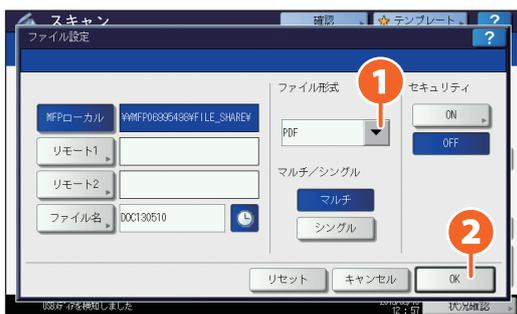 スキャン
確認
テンプレート
?
ファイル設定
?
ファイル形式
1
セキュリティ
MFPローカル
¥¥MFP06995498¥FILE_SHARE¥
PDF
ON
OFF
リモート1
マルチ/シングル
リモート2
マルチ
ファイル名
DOC130510
シングル
2
リセット
キャンセル
OK
USBメディアを検知しました
12:57
状況確認